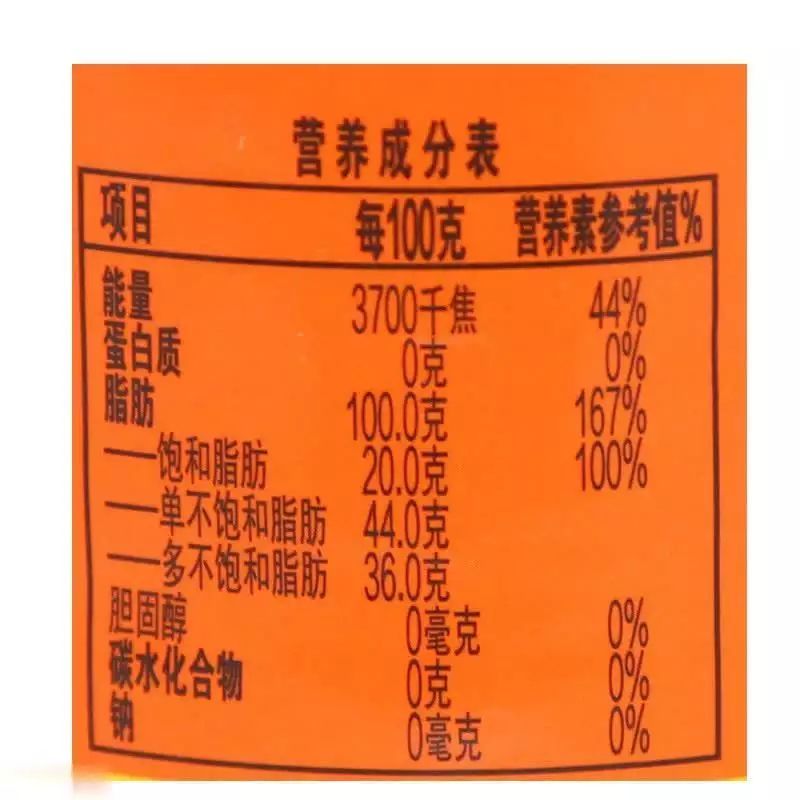 营养成分表
项目 每100克 营养素参考值%
能量 3700千焦 44%
蛋白质 0克 0%
脂肪 100.0克 167%
——饱和脂肪 20.0克 100%
——单不饱和脂肪 44.0克
——多不饱和脂肪 36.0克
胆固醇 0毫克 0%
碳水化合物 0克 0%
钠 0毫克 0%